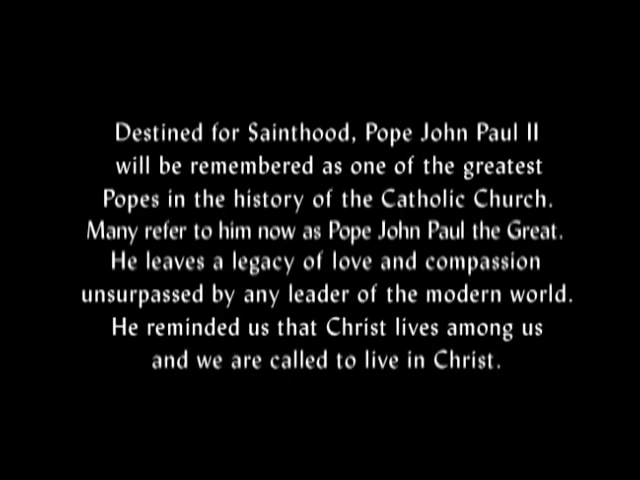 Destined for Sainthood, Pope John Paul II
will be remembered as one of the greatest
Popes in the history of the Catholic Church.
Many refer to him now as Pope John Paul the Great.
He leaves a legacy of love and compassion
unsurpassed by any leader of the modern world.
He reminded us that Christ lives among us
and we are called to live in Christ.